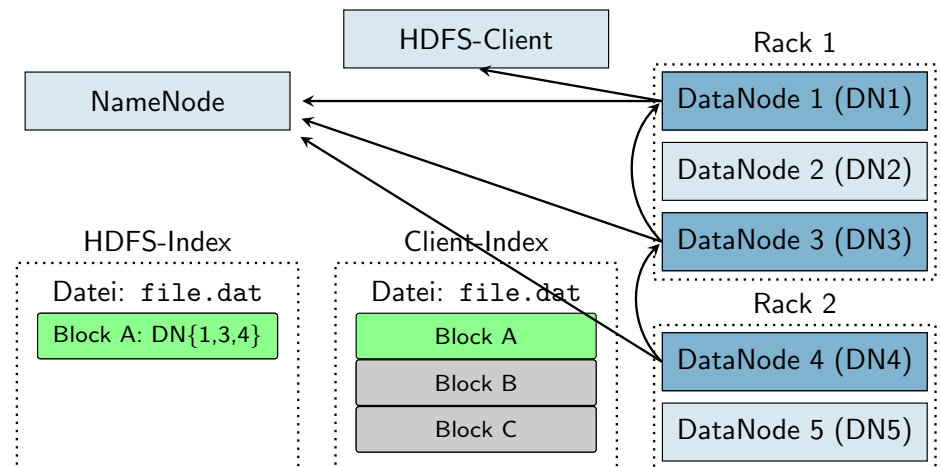 HDFS-Client
NameNode
Rack 1
DataNode 1 (DN1)
DataNode 2 (DN2)
DataNode 3 (DN3)
HDFS-Index
Datei: file.dat
Block A: DN{1,3,4}
Client-Index
Datei: file.dat
Block A
Block B
Block C
Rack 2
DataNode 4 (DN4)
DataNode 5 (DN5)